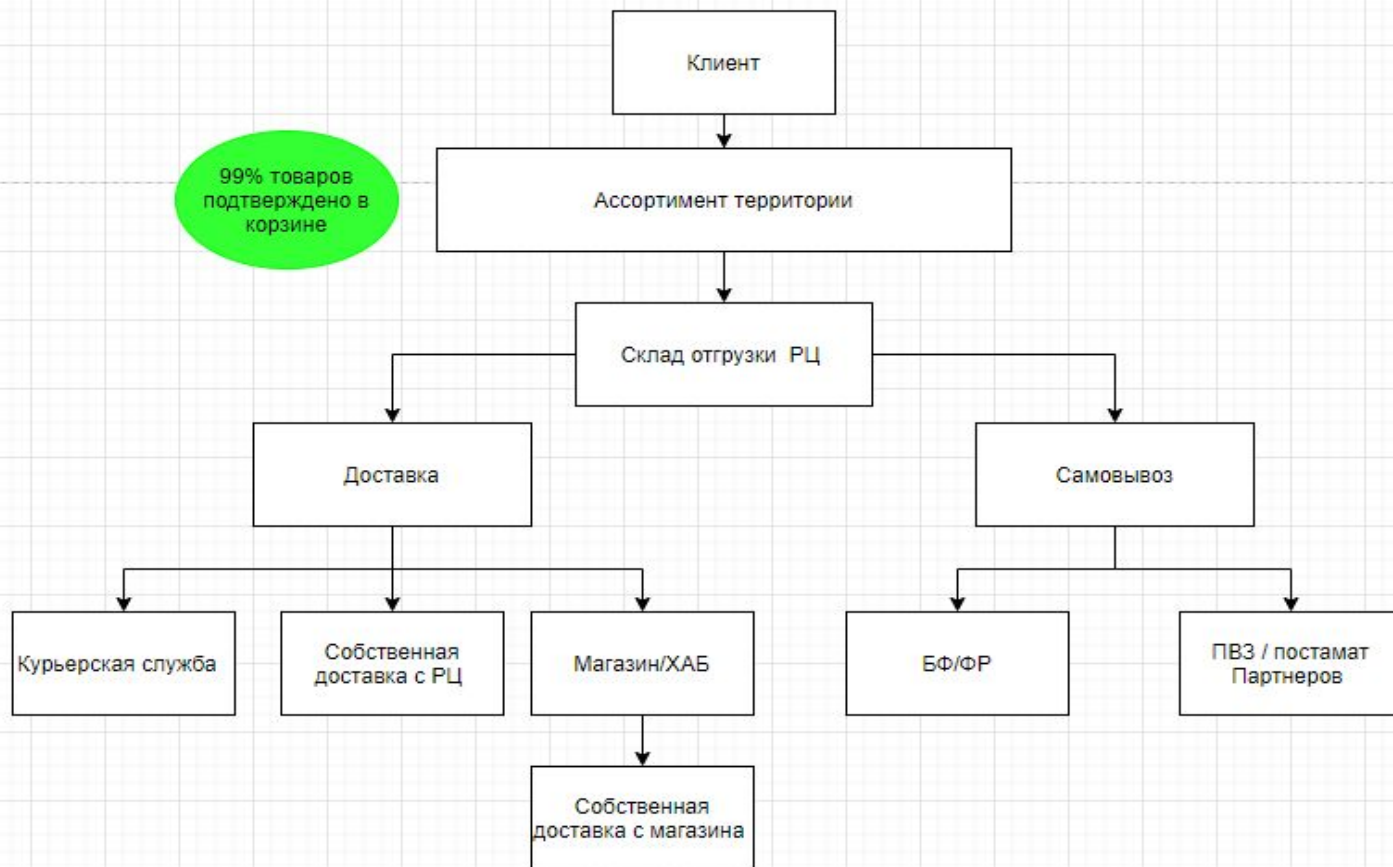 Клиент
99% товаров
подтверждено в
корзине
Ассортимент территории
Склад отгрузки РЦ
Доставка
Самовывоз
Курьерская служба
Собственная
доставка с РЦ
Магазин/ХАБ
БФ/ФР
ПВЗ / постамат
Партнеров
Собственная
доставка с магазина